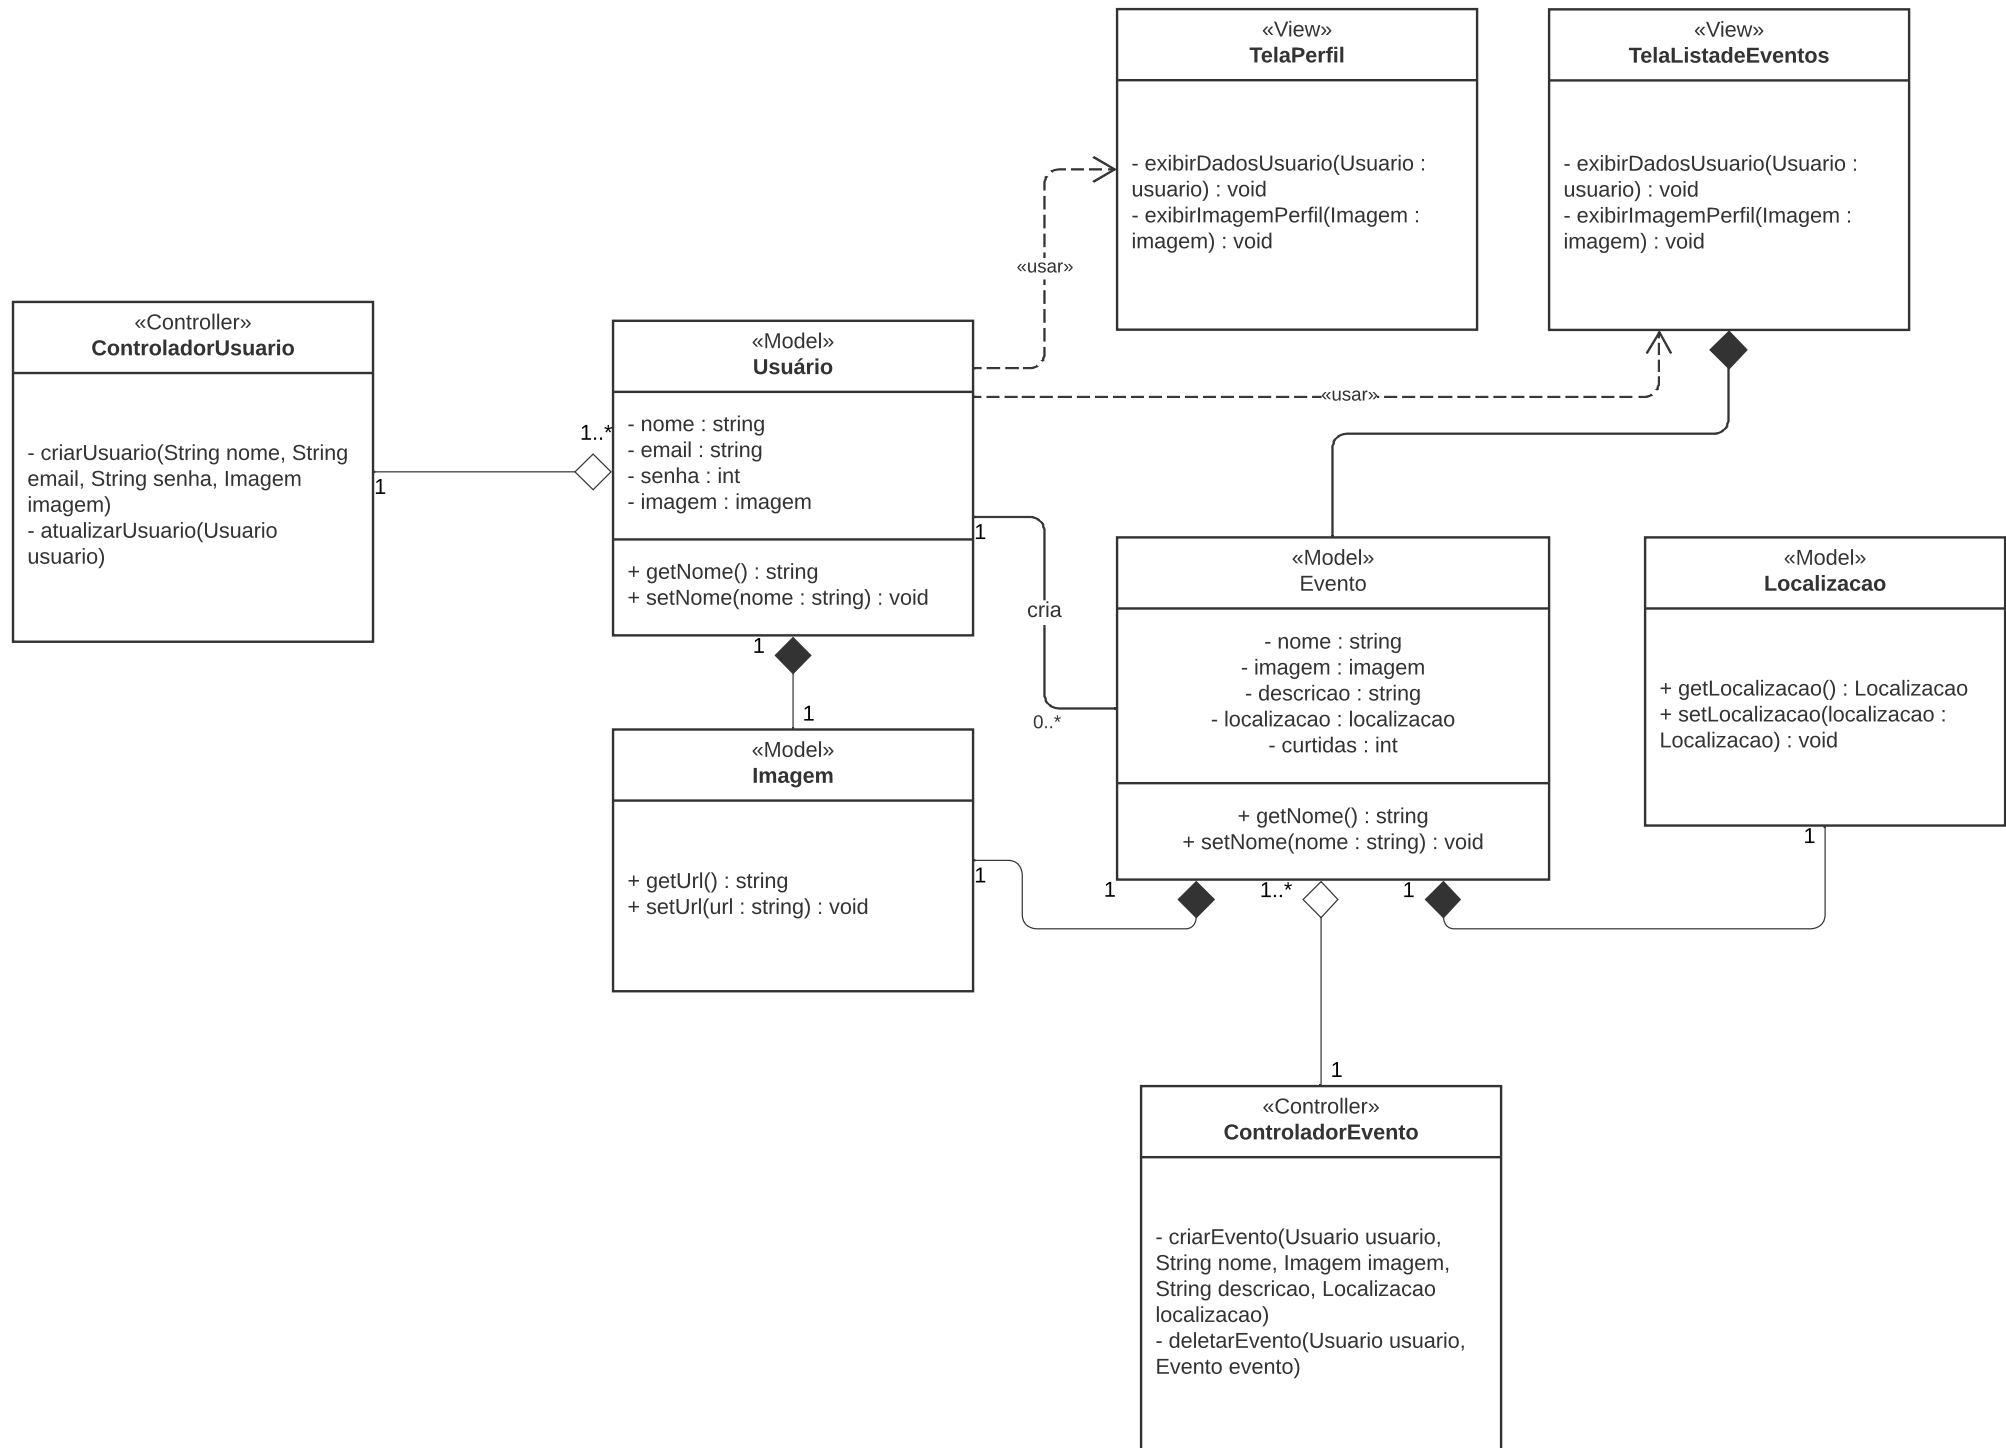 «View»
TelaPerfil
- exibirDadosUsuario(Usuario :
usuario) : void
- exibirImagemPerfil(Imagem :
imagem) : void
«View»
TelaListadeEventos
- exibirDadosUsuario(Usuario :
usuario) : void
- exibirImagemPerfil(Imagem :
imagem) : void
«usar»
«usar»
«Controller»
ControladorUsuario
- criarUsuario(String nome, String
email, String senha, Imagem
imagem)
- atualizarUsuario(Usuario
usuario)
1
1..*
«Model»
Usuário
- nome : string
- email : string
- senha : int
- imagem : imagem
+ getNome() : string
+ setNome(nome : string) : void
1
cria
0..*
1
1
«Model»
Imagem
+ getUrl() : string
+ setUrl(url : string) : void
1
«Model»
Evento
- nome : string
- imagem : imagem
- descricao : string
- localizacao : localizacao
- curtidas : int
+ getNome() : string
+ setNome(nome : string) : void
1
1..*
1
«Model»
Localizacao
+ getLocalizacao() : Localizacao
+ setLocalizacao(localizacao :
Localizacao) : void
1
1
«Controller»
ControladorEvento
- criarEvento(Usuario usuario,
String nome, Imagem imagem,
String descricao, Localizacao
localizacao)
- deletarEvento(Usuario usuario,
Evento evento)